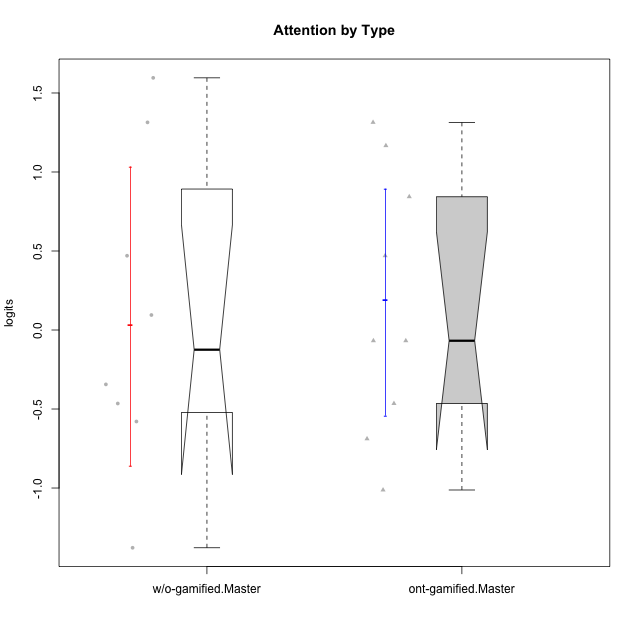 Attention by Type
logits
1.5
1.0
0.5
0.0
-0.5
-1.0
w/o-gamified.Master
ont-gamified.Master